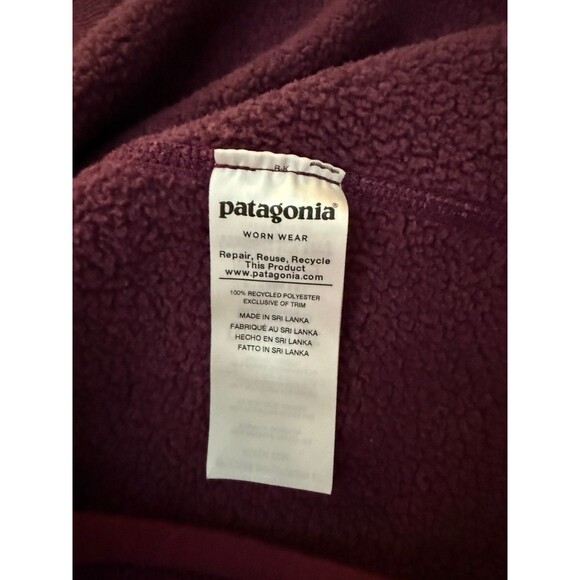 patagonia®
WORN WEAR
Repair, Reuse, Recycle
This Product
www.patagonia.com
100% RECYCLED POLYESTER
EXCLUSIVE OF TRIM
MADE IN SRI LANKA
FABRIQUÉ AU SRI LANKA
HECHO EN SRI LANKA
FATTO IN SRI LANKA